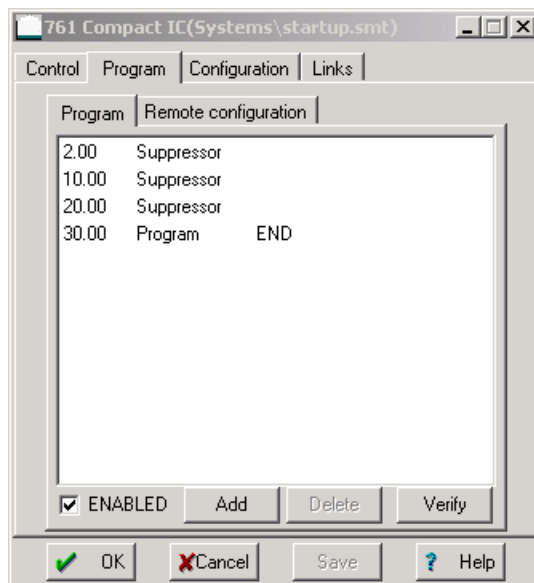 761 Compact IC(Systems\startup.smt)
Control Program Configuration Links
Program Remote configuration
2.00 Suppressor
10.00 Suppressor
20.00 Suppressor
30.00 Program END
ENABLED Add Delete Verify
OK Cancel Save ? Help